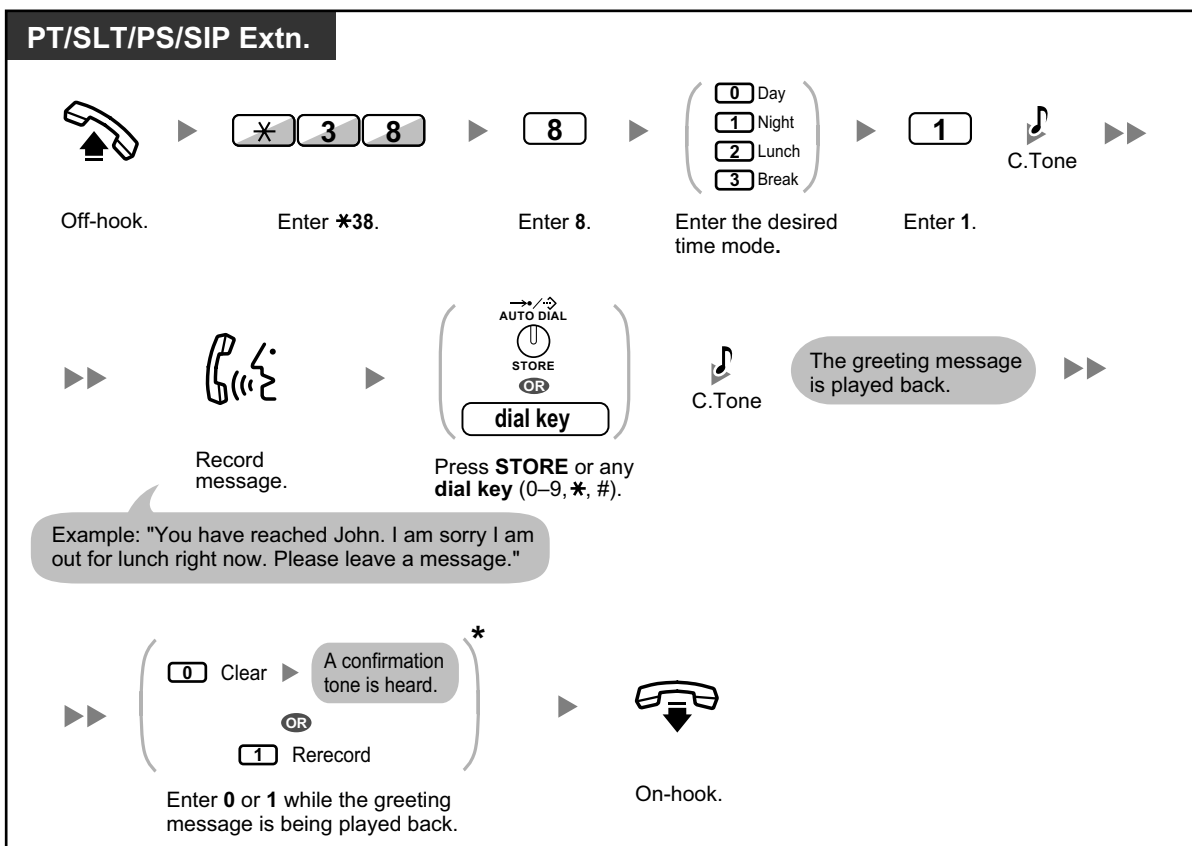 PT/SLT/PS/SIP Extn.
✳ 3 8
8
0 Day
1 Night
2 Lunch
3 Break
1
C.Tone
Off-hook.
Enter ✳38.
Enter 8.
Enter the desired
time mode.
Enter 1.
AUTO DIAL
STORE
OR
dial key
C.Tone
The greeting message
is played back.
Record
message.
Press STORE or any
dial key (0–9, ✳, #).
Example: "You have reached John. I am sorry I am
out for lunch right now. Please leave a message."
0 Clear
A confirmation
tone is heard.
*
OR
1 Rerecord
Enter 0 or 1 while the greeting
message is being played back.
On-hook.